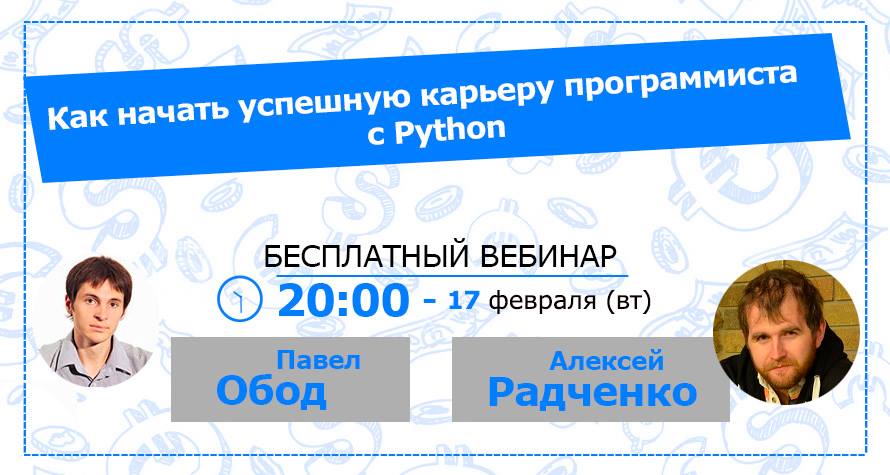 Как начать успешную карьеру программиста
с Python
БЕСПЛАТНЫЙ ВЕБИНАР
20:00 - 17 февраля (вт)
Павел
Обод
Алексей
Радченко